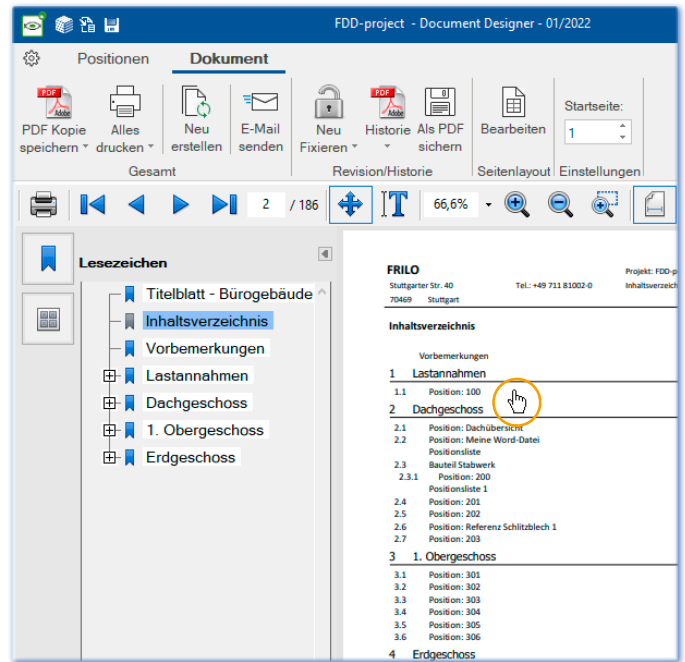 FDD-project - Document Designer - 01/2022
Positionen Dokument
PDF Kopie speichern
Alles drucken
Neu erstellen
E-Mail senden
Neu Fixieren
Historie
Als PDF sichern
Bearbeiten
Startseite:
1
Gesamt
Revision/Historie
Seitenlayout
Einstellungen
2 / 186
66,6%
Lesezeichen
Titelblatt - Bürogebäude
Inhaltsverzeichnis
Vorbemerkungen
Lastannahmen
Dachgeschoss
1. Obergeschoss
Erdgeschoss
FRILO
Projekt: FDD-p
Stuttgarter Str. 40
Tel.: +49 711 81002-0
Inhaltsverzeich
70469 Stuttgart
Inhaltsverzeichnis
Vorbemerkungen
1 Lastannahmen
1.1 Position: 100
2 Dachgeschoss
2.1 Position: Dachübersicht
2.2 Position: Meine Word-Datei
Positionsliste
2.3 Bauteil Stabwerk
2.3.1 Position: 200
Positionsliste 1
2.4 Position: 201
2.5 Position: 202
2.6 Position: Referenz Schlitzblech 1
2.7 Position: 203
3 1. Obergeschoss
3.1 Position: 301
3.2 Position: 302
3.3 Position: 303
3.4 Position: 304
3.5 Position: 305
3.6 Position: 306
4 Erdgeschoss